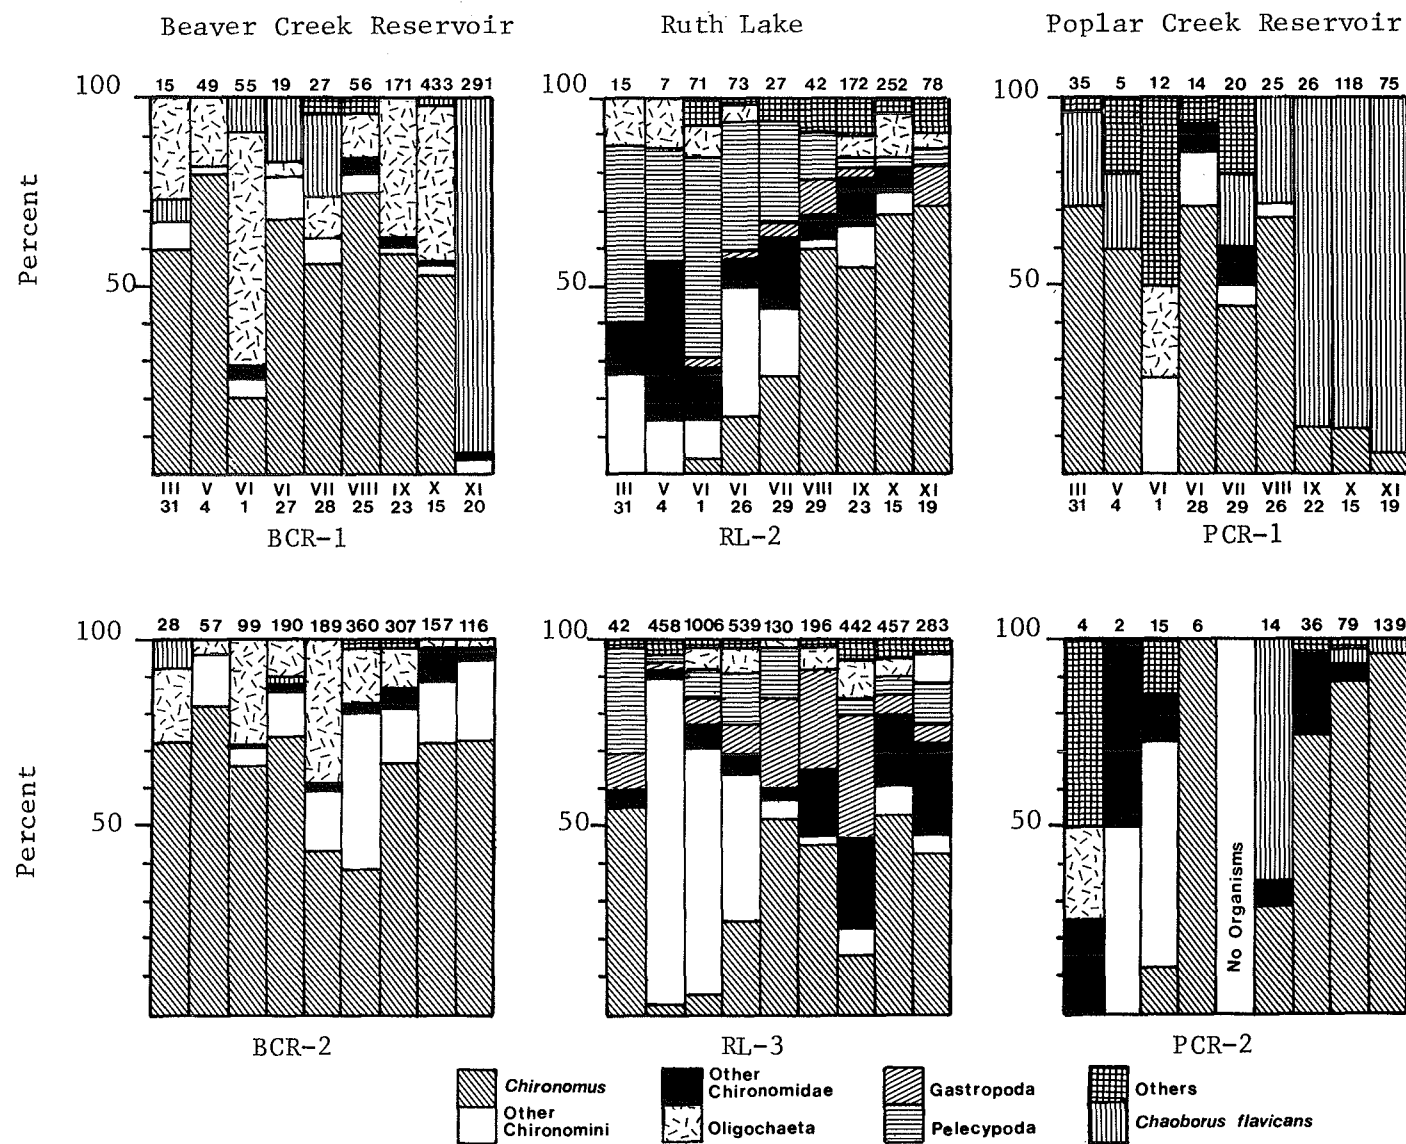 Beaver Creek Reservoir
Ruth Lake
Poplar Creek Reservoir
15 49 55 19 27 56 171 433 291
15 7 71 73 27 42 172 252 78
35 5 12 14 20 25 26 118 75
100
100
100
Percent
50
50
50
III V VI VI VII VIII IX X XI
31 4 1 27 28 25 23 15 20
III V VI VI VII VIII IX X XI
31 4 1 26 29 29 23 15 19
III V VI VI VII VIII IX X XI
31 4 1 28 29 26 22 15 19
BCR-1
RL-2
PCR-1
28 57 99 190 189 360 307 157 116
42 458 1006 539 130 196 442 457 283
4 2 15 6 14 36 79 139
100
100
100
Percent
50
50
50
No Organisms
BCR-2
RL-3
PCR-2
Chironomus
Other
Chironomini
Other
Chironomidae
Oligochaeta
Gastropoda
Pelecypoda
Others
Chaoborus flavicans